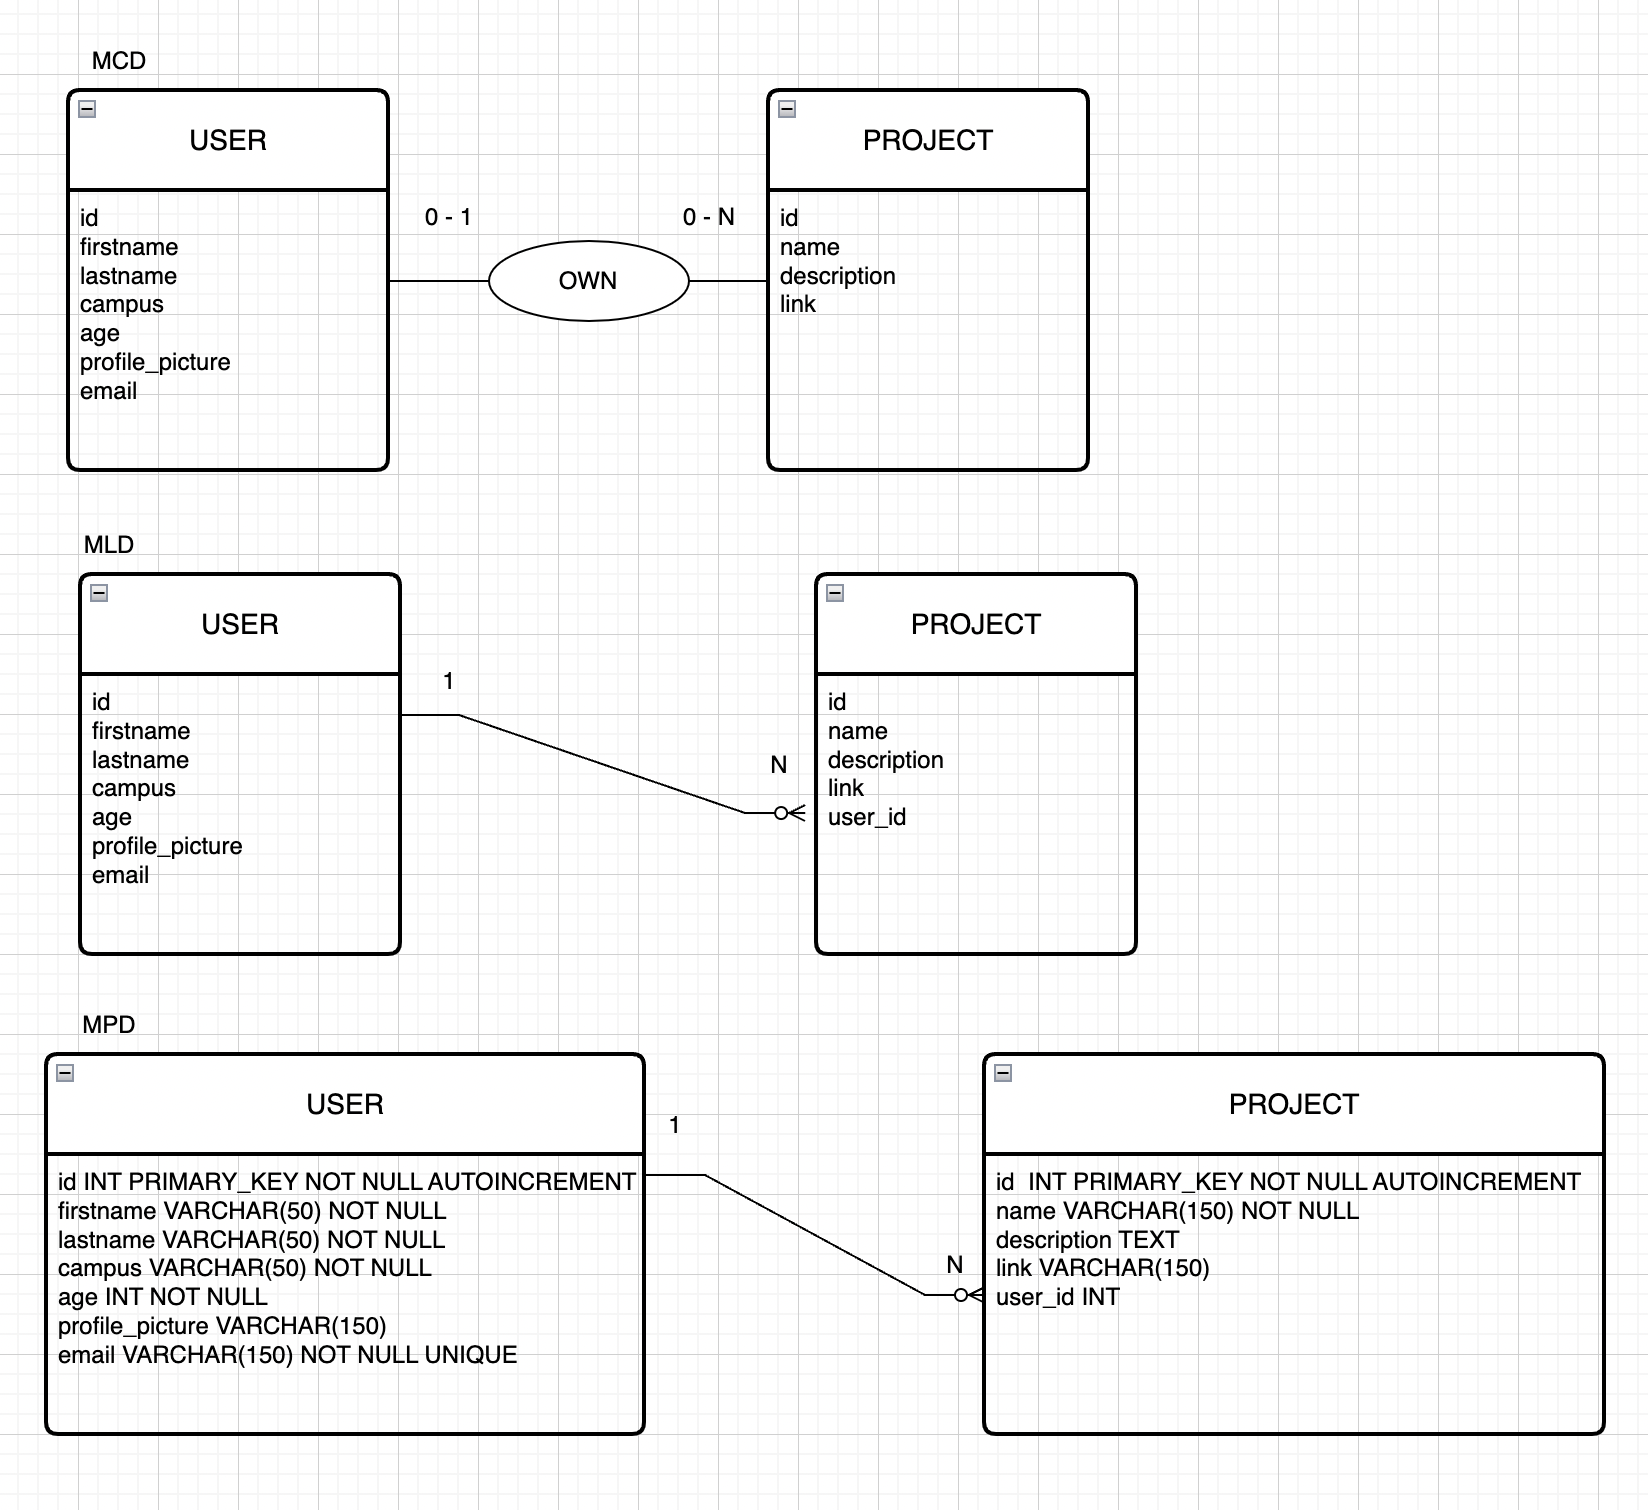 MCD
USER
id
firstname
lastname
campus
age
profile_picture
email
0 - 1
OWN
0 - N
PROJECT
id
name
description
link
MLD
USER
id
firstname
lastname
campus
age
profile_picture
email
1
N
PROJECT
id
name
description
link
user_id
MPD
USER
id INT PRIMARY_KEY NOT NULL AUTOINCREMENT
firstname VARCHAR(50) NOT NULL
lastname VARCHAR(50) NOT NULL
campus VARCHAR(50) NOT NULL
age INT NOT NULL
profile_picture VARCHAR(150)
email VARCHAR(150) NOT NULL UNIQUE
1
N
PROJECT
id  INT PRIMARY_KEY NOT NULL AUTOINCREMENT
name VARCHAR(150) NOT NULL
description TEXT
link VARCHAR(150)
user_id INT